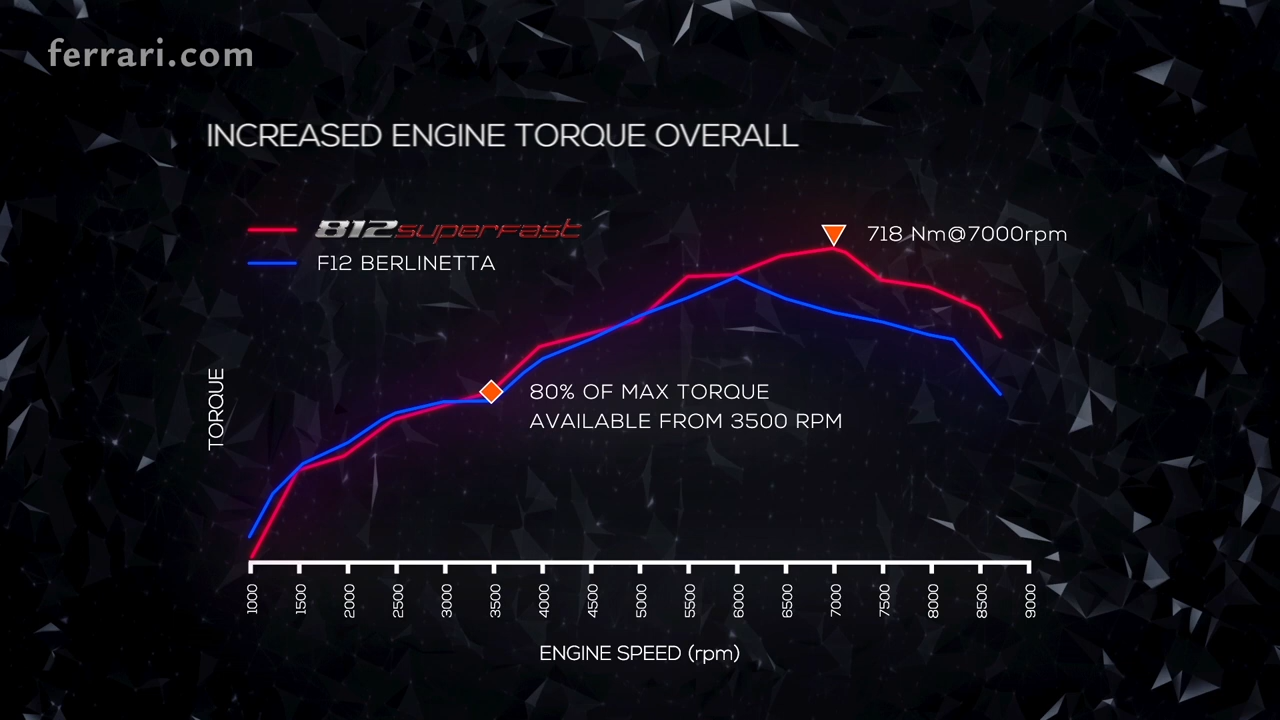 ferrari.com
INCREASED ENGINE TORQUE OVERALL
812superfast
F12 BERLINETTA
718 Nm@7000rpm
80% OF MAX TORQUE
AVAILABLE FROM 3500 RPM
TORQUE
1000 1500 2000 2500 3000 3500 4000 4500 5000 5500 6000 6500 7000 7500 8000 8500 9000
ENGINE SPEED (rpm)